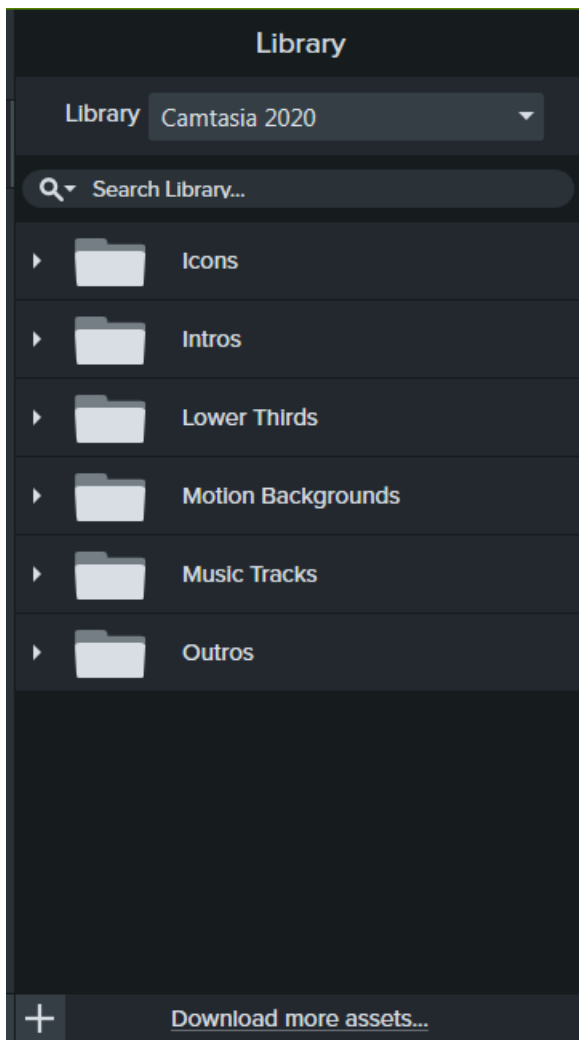 Library
Library Camtasia 2020
Search Library...
Icons
Intros
Lower Thirds
Motion Backgrounds
Music Tracks
Outros
Download more assets...